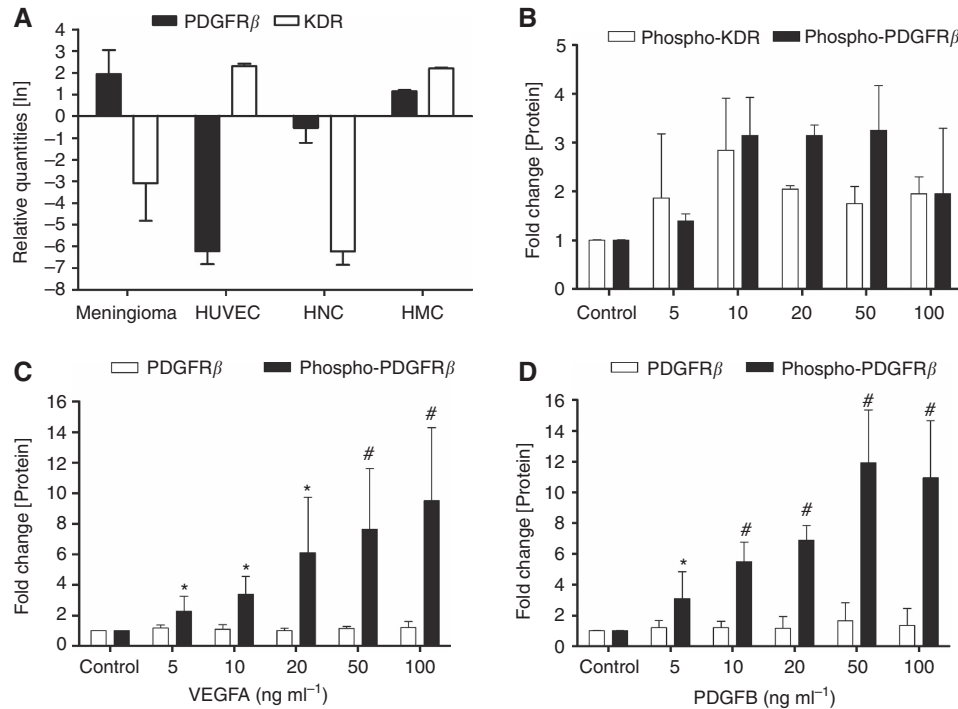 A
PDGFRβ KDR
Relative quantities [ln]
3
2
1
0
–1
–2
–3
–4
–5
–6
–7
–8
Meningioma HUVEC HNC HMC
B
Phospho-KDR Phospho-PDGFRβ
Fold change [Protein]
5
4
3
2
1
0
Control 5 10 20 50 100
C
PDGFRβ Phospho-PDGFRβ
Fold change [Protein]
16
14
12
10
8
6
4
2
0
* * * # #
Control 5 10 20 50 100
VEGFA (ng ml⁻¹)
D
PDGFRβ Phospho-PDGFRβ
Fold change [Protein]
16
14
12
10
8
6
4
2
0
* # # # #
Control 5 10 20 50 100
PDGFB (ng ml⁻¹)